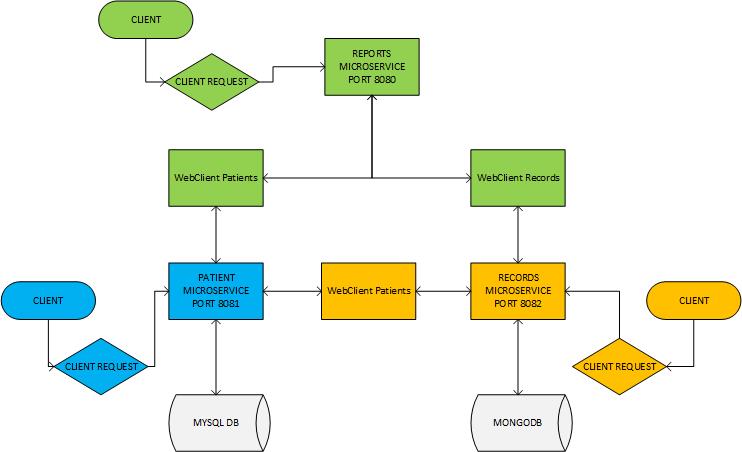 CLIENT
CLIENT REQUEST
REPORTS
MICROSERVICE
PORT 8080
WebClient Patients
WebClient Records
CLIENT
CLIENT REQUEST
PATIENT
MICROSERVICE
PORT 8081
WebClient Patients
RECORDS
MICROSERVICE
PORT 8082
CLIENT
CLIENT REQUEST
MYSQL DB
MONGODB